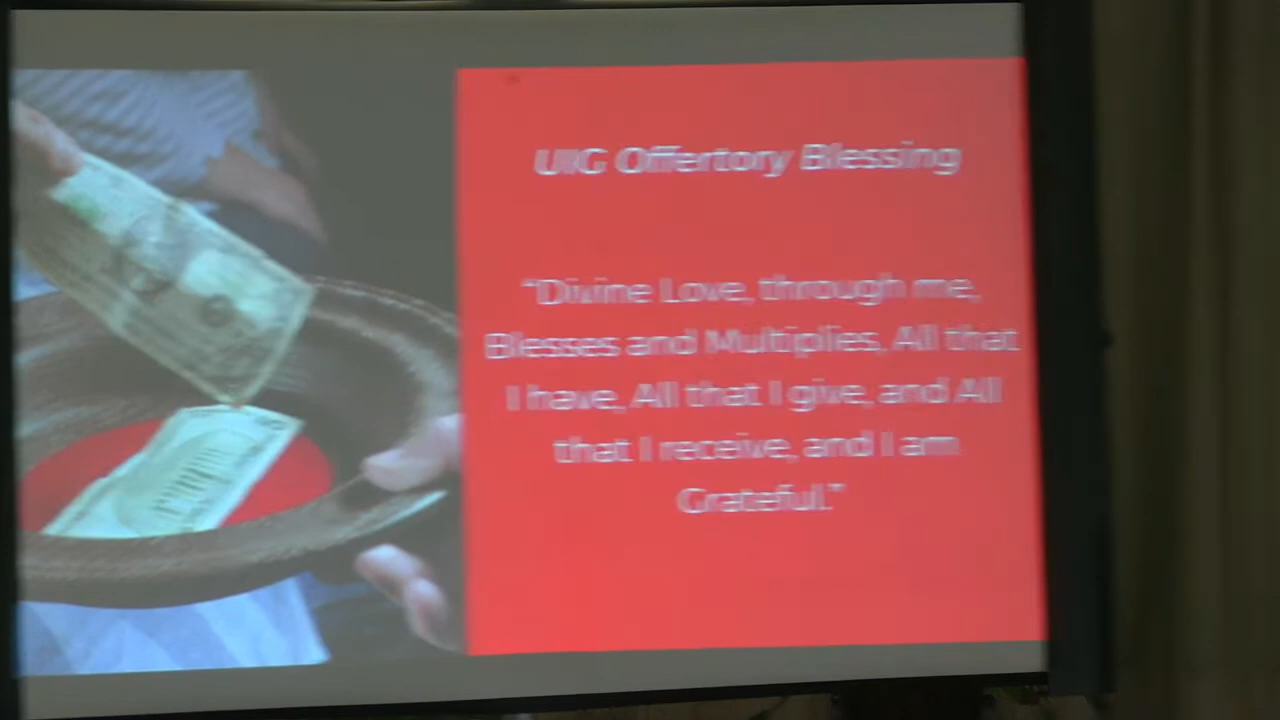 UIG Offertory Blessing
"Divine Love, through me,
Blesses and Multiplies, All that
I have, All that I give, and All
that I receive, and I am
Grateful."